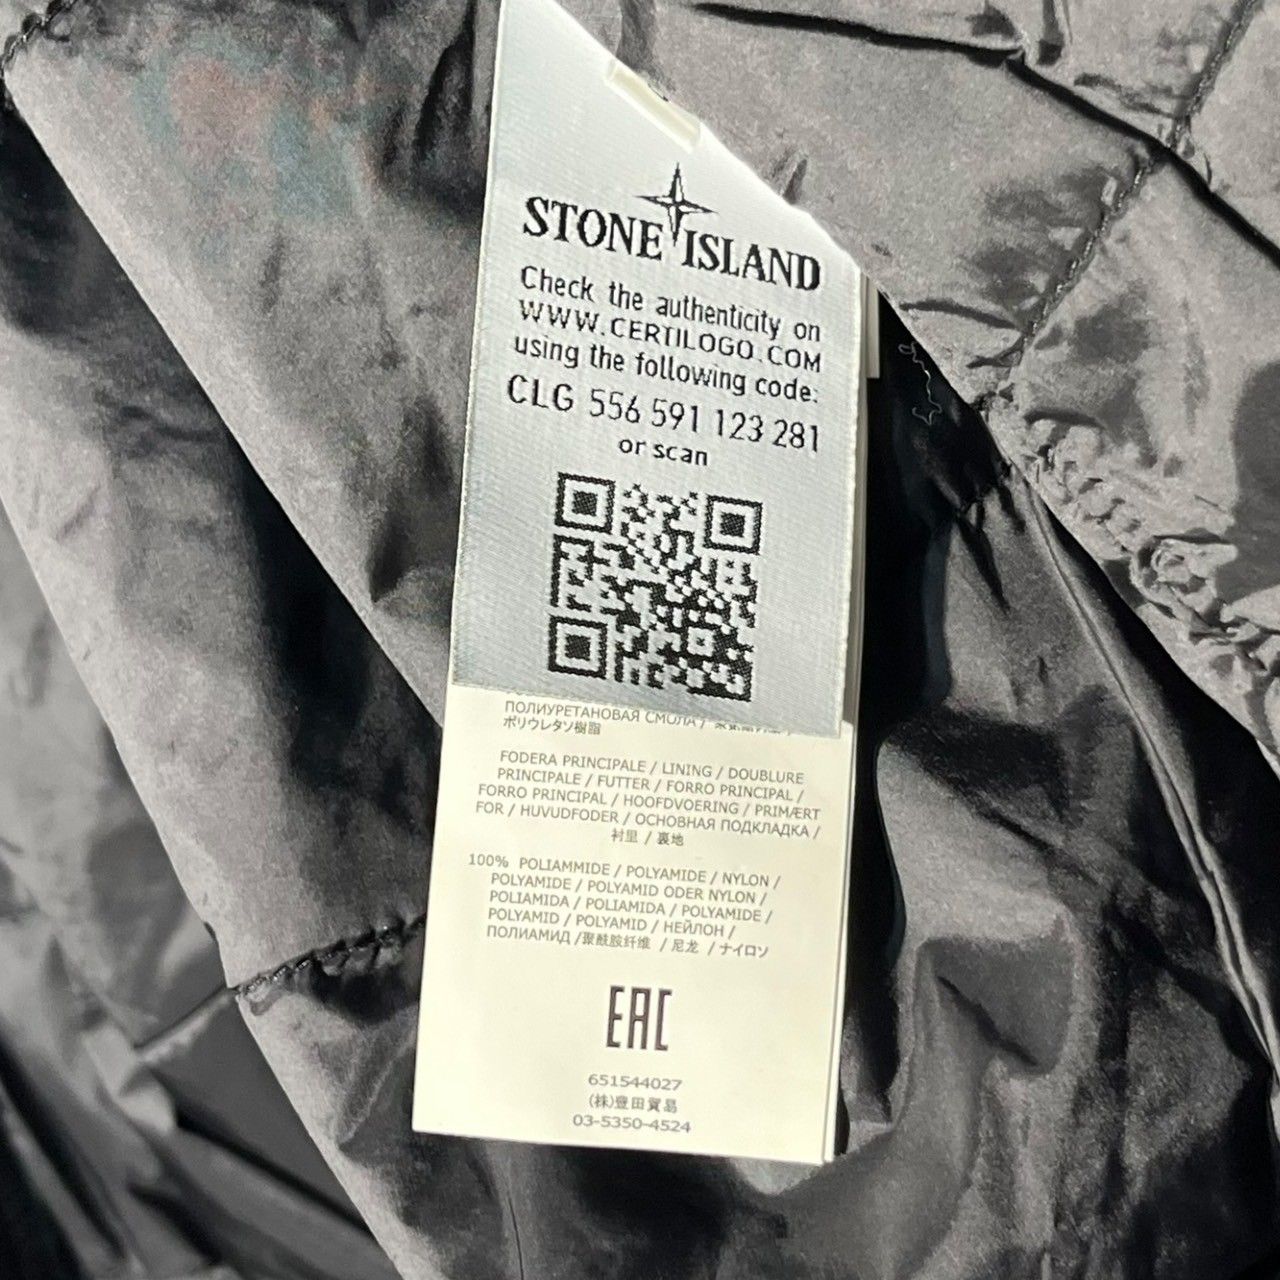 STONE ISLAND
Check the authenticity on
WWW.CERTILOGO.COM
using the following code:
CLG 556 591 123 281
or scan
ПОЛИУРЕТАНОВАЯ СМОЛА /
ポリウレタン樹脂
FODERA PRINCIPALE / LINING / DOUBLURE
PRINCIPALE / FUTTER / FORRO PRINCIPAL /
FORRO PRINCIPAL / HOOFDVOERING / PRIMÆRT
FOR / HUVUDFODER / ОСНОВНАЯ ПОДКЛАДКА /
衬里 / 裏地
100% POLIAMMIDE / POLYAMIDE / NYLON /
POLYAMIDE / POLYAMID ODER NYLON /
POLIAMIDA / POLIAMIDA / POLYAMIDE /
POLYAMID / POLYAMID / НЕЙЛОН /
ПОЛИАМИД /聚酰胺纤维 / 尼龙 / ナイロン
EAC
651544027
(株)豊田貿易
03-5350-4524